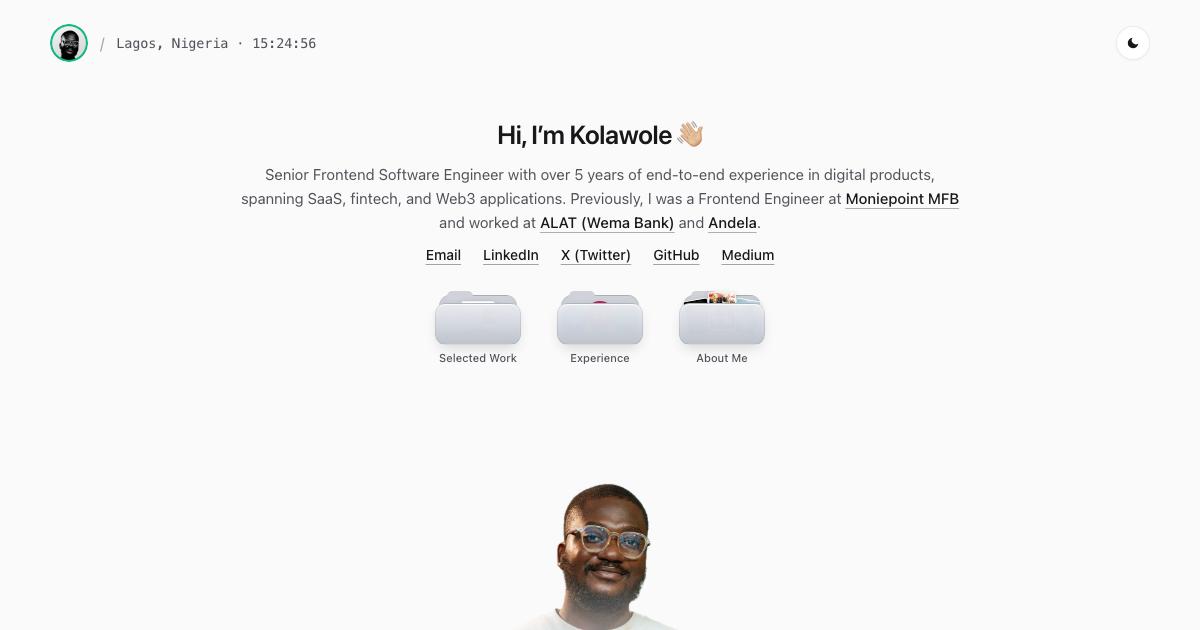 / Lagos, Nigeria · 15:24:56
Hi, I’m Kolawole 👋🏼
Senior Frontend Software Engineer with over 5 years of end-to-end experience in digital products,
spanning SaaS, fintech, and Web3 applications. Previously, I was a Frontend Engineer at Moniepoint MFB
and worked at ALAT (Wema Bank) and Andela.
Email LinkedIn X (Twitter) GitHub Medium
Selected Work Experience About Me